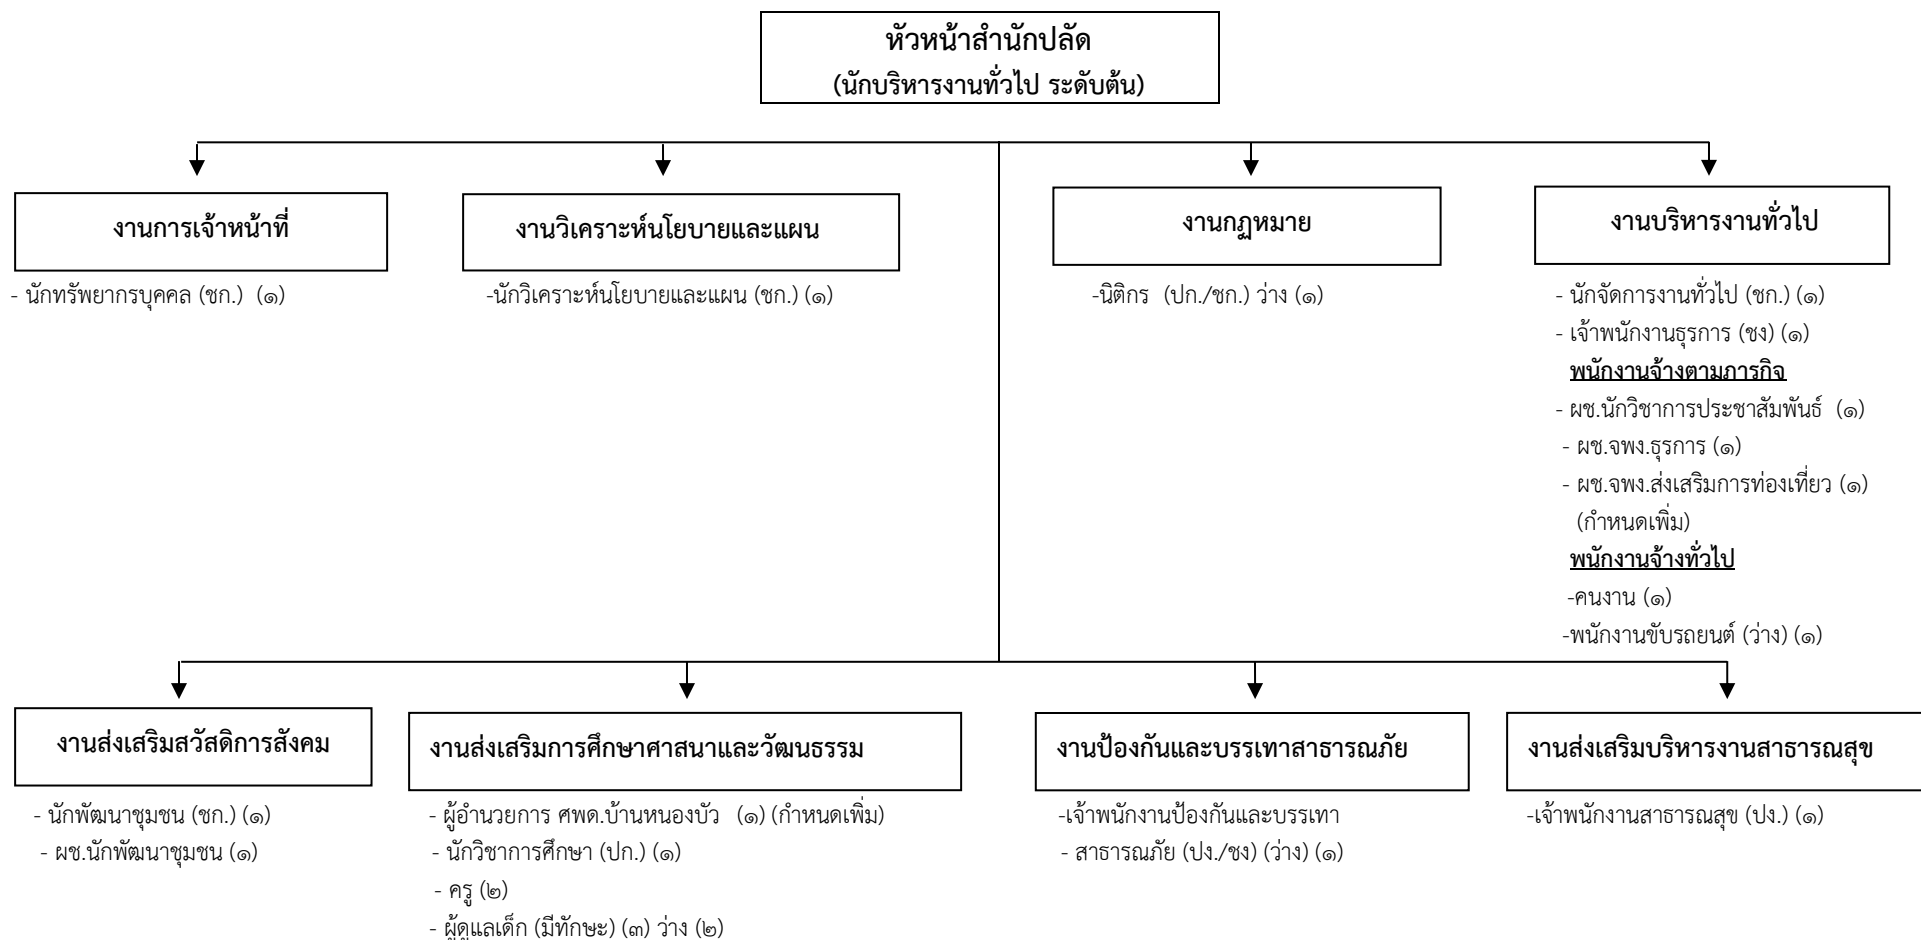 หัวหน้าสำนักปลัด
(นักบริหารงานทั่วไป ระดับต้น)
งานการเจ้าหน้าที่
- นักทรัพยากรบุคคล (ชก.) (๑)
งานวิเคราะห์นโยบายและแผน
-นักวิเคราะห์นโยบายและแผน (ชก.) (๑)
งานกฏหมาย
-นิติกร (ปก./ชก.) ว่าง (๑)
งานบริหารงานทั่วไป
- นักจัดการงานทั่วไป (ชก.) (๑)
- เจ้าพนักงานธุรการ (ชง) (๑)
พนักงานจ้างตามภารกิจ
- ผช.นักวิชาการประชาสัมพันธ์ (๑)
- ผช.จพง.ธุรการ (๑)
- ผช.จพง.ส่งเสริมการท่องเที่ยว (๑)
(กำหนดเพิ่ม)
พนักงานจ้างทั่วไป
-คนงาน (๑)
-พนักงานขับรถยนต์ (ว่าง) (๑)
งานส่งเสริมสวัสดิการสังคม
- นักพัฒนาชุมชน (ชก.) (๑)
- ผช.นักพัฒนาชุมชน (๑)
งานส่งเสริมการศึกษาศาสนาและวัฒนธรรม
- ผู้อำนวยการ ศพด.บ้านหนองบัว (๑) (กำหนดเพิ่ม)
- นักวิชาการศึกษา (ปก.) (๑)
- ครู (๒)
- ผู้ดูแลเด็ก (มีทักษะ) (๓) ว่าง (๒)
งานป้องกันและบรรเทาสาธารณภัย
-เจ้าพนักงานป้องกันและบรรเทา
- สาธารณภัย (ปง./ชง) (ว่าง) (๑)
งานส่งเสริมบริหารงานสาธารณสุข
-เจ้าพนักงานสาธารณสุข (ปง.) (๑)